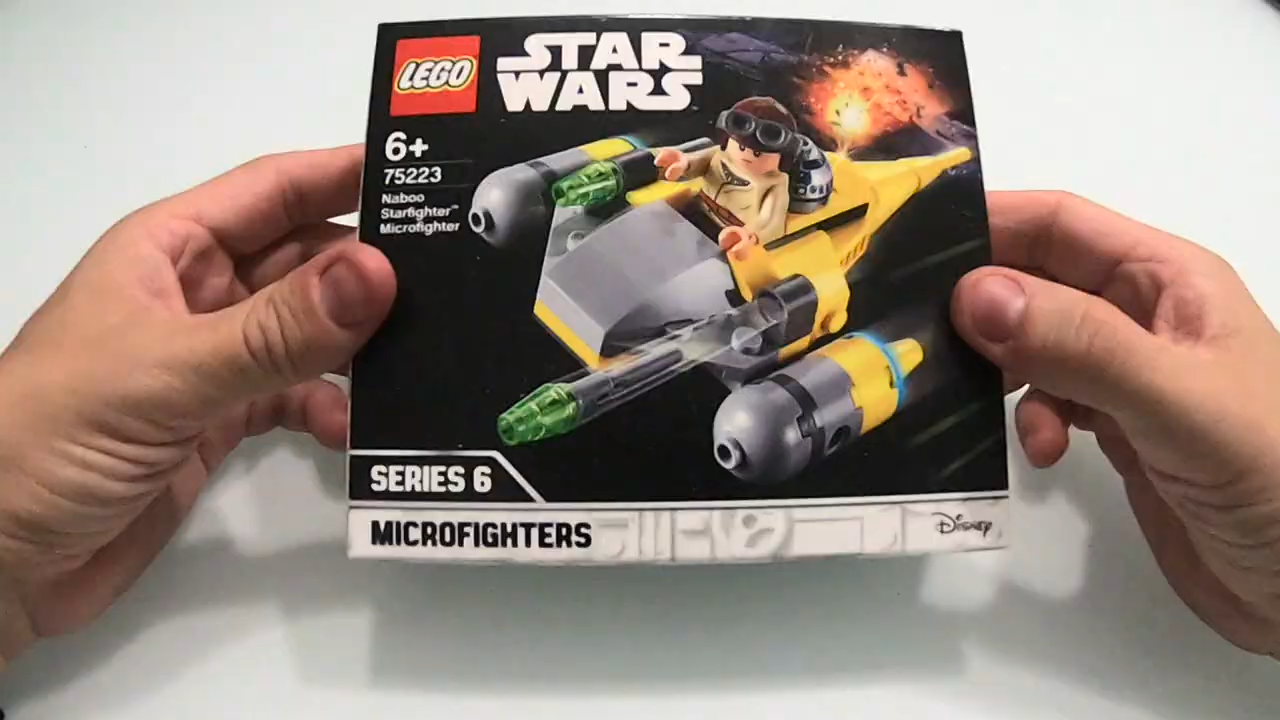 LEGO
STAR
WARS
6+
75223
Naboo
Starfighter™
Microfighter
SERIES 6
MICROFIGHTERS
Disney